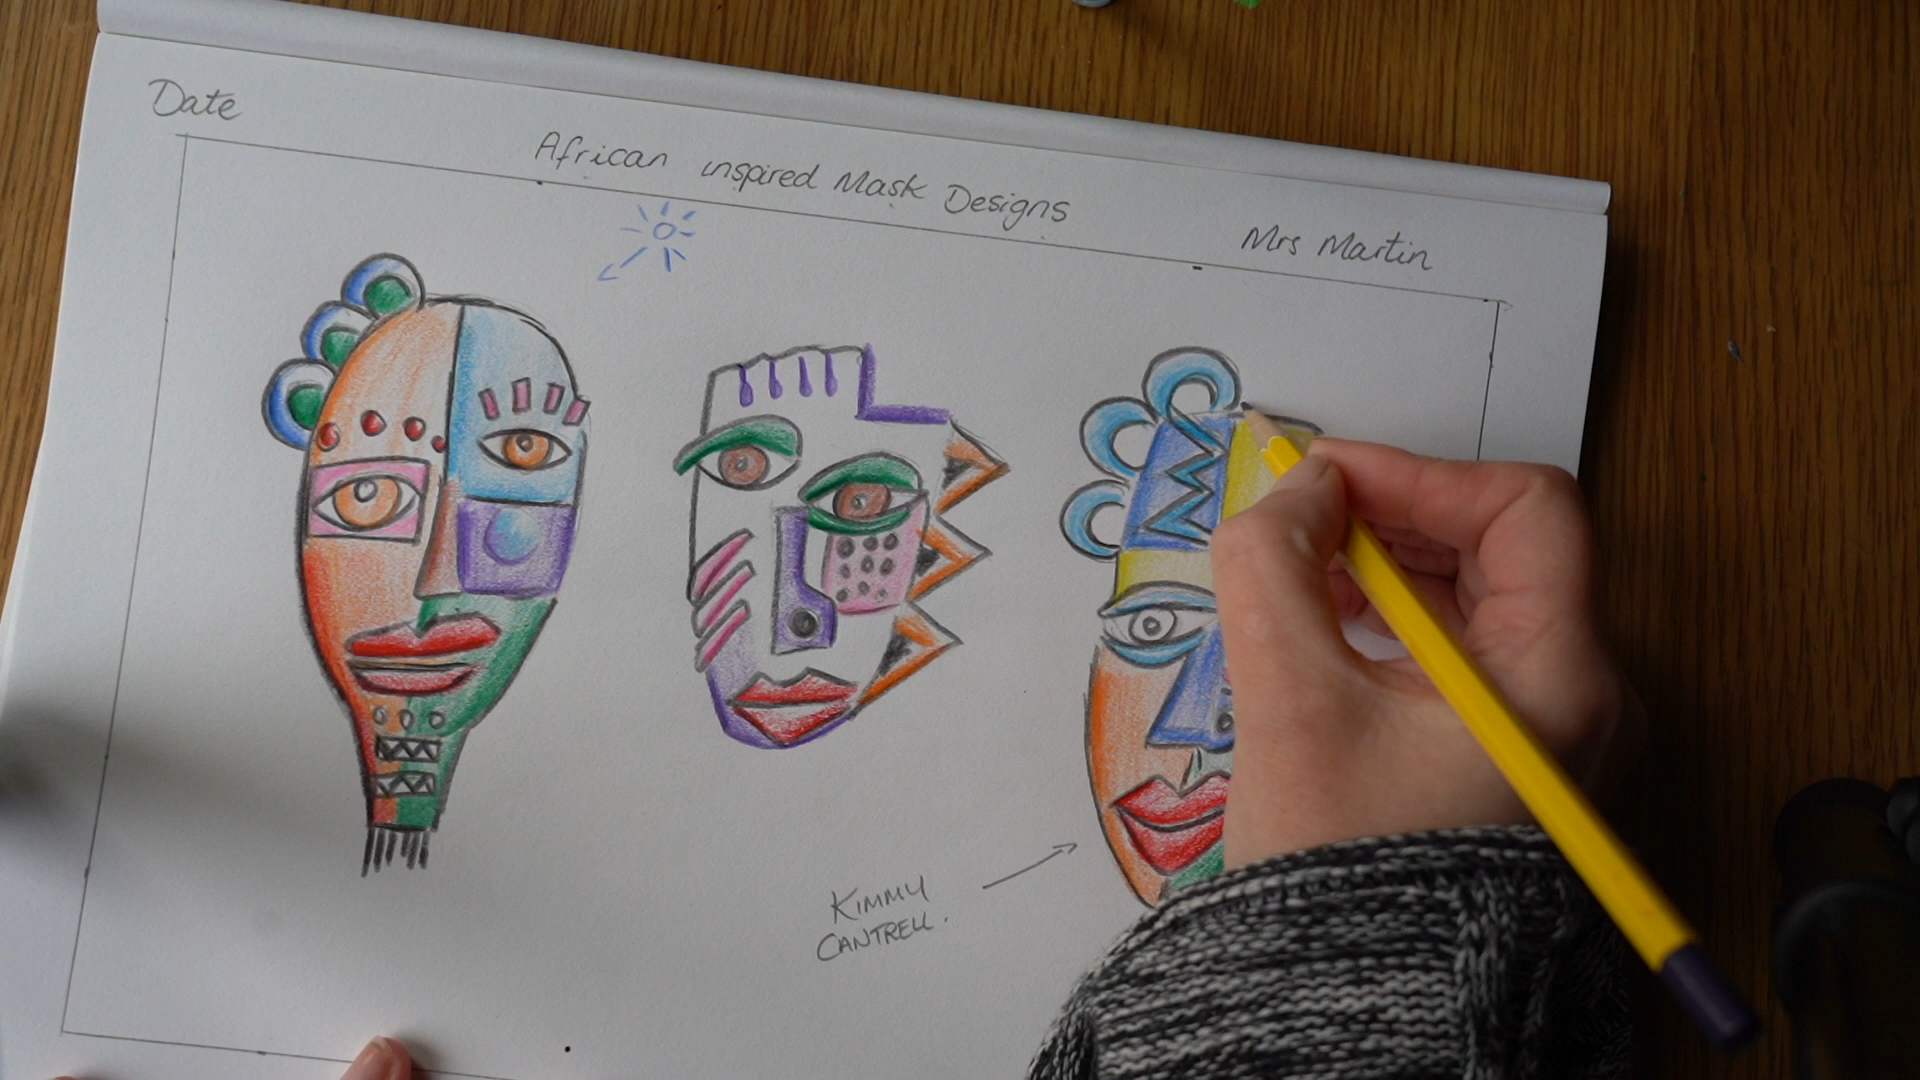 Date
African inspired Mask Designs
Mrs Martin
KIMMY
CANTRELL.